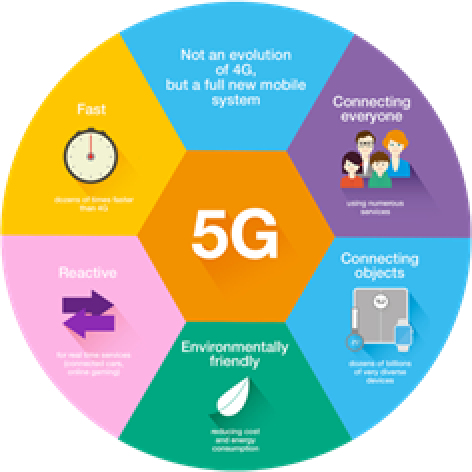 Not an evolution
of 4G,
but a full new mobile
system
Connecting
everyone
using numerous
services
Connecting
objects
dozens of billions
of very diverse
devices
Environmentally
friendly
reducing cost
and energy
consumption
Reactive
for real time services
(connected cars,
online gaming)
Fast
dozens of times faster
than 4G
5G